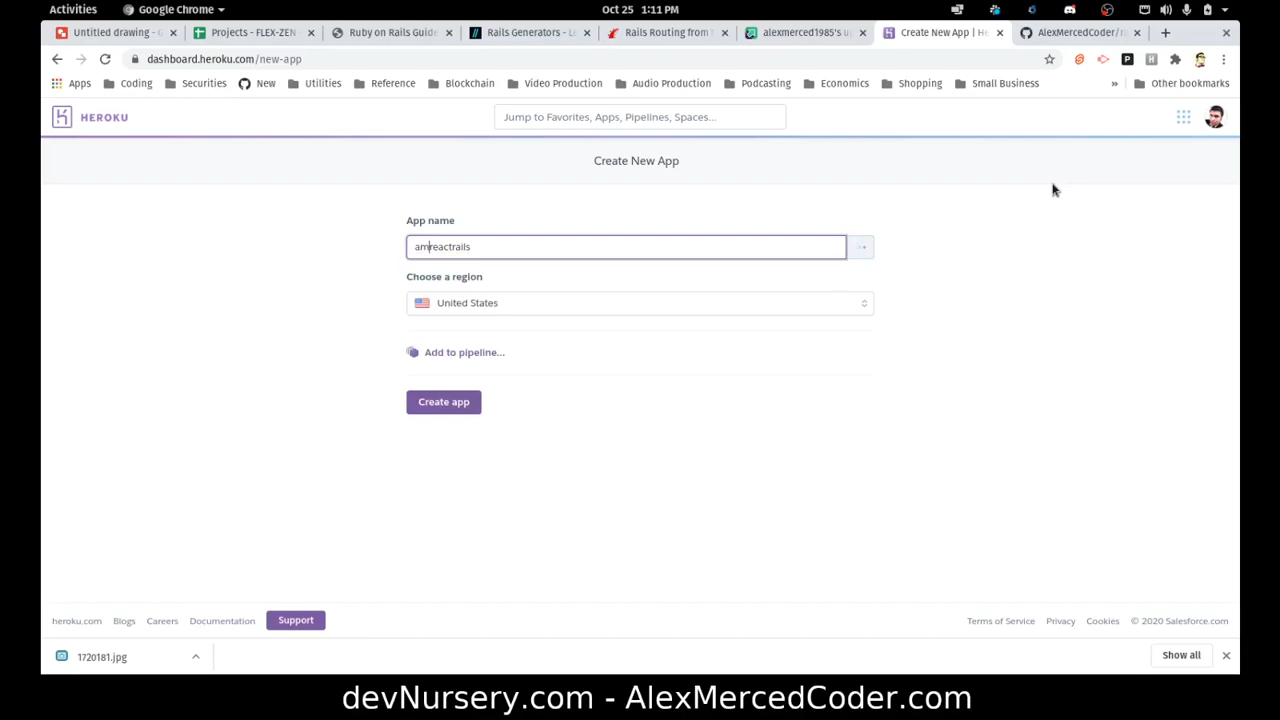 Activities
Google Chrome
Oct 25 1:11 PM
Untitled drawing - G
Projects - FLEX-ZEN
Ruby on Rails Guide
Rails Generators - Le
Rails Routing from
alexmerced1985's
Create New App | He
AlexMercedCoder/
dashboard.heroku.com/new-app
Apps
Coding
Securities
New
Utilities
Reference
Blockchain
Video Production
Audio Production
Podcasting
Economics
Shopping
Small Business
»
Other bookmarks
HEROKU
Jump to Favorites, Apps, Pipelines, Spaces...
Create New App
App name
amreactrails
Choose a region
United States
Add to pipeline...
Create app
heroku.com
Blogs
Careers
Documentation
Support
Terms of Service
Privacy
Cookies
© 2020 Salesforce.com
1720181.jpg
Show all
devNursery.com - AlexMercedCoder.com